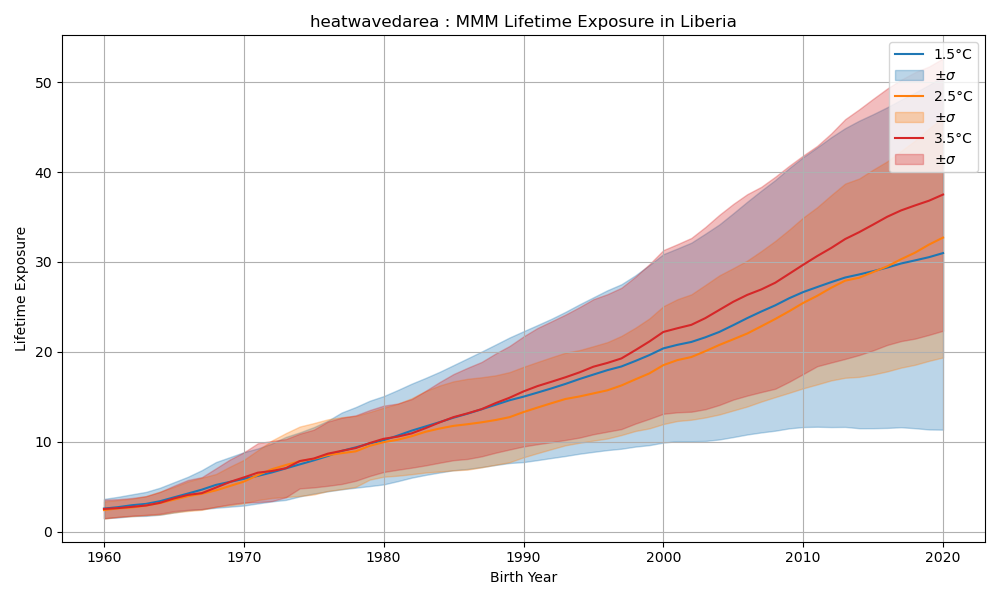 heatwavedarea : MMM Lifetime Exposure in Liberia
Lifetime Exposure
50
40
30
20
10
0
1960 1970 1980 1990 2000 2010 2020
Birth Year
1.5°C
±σ
2.5°C
±σ
3.5°C
±σ